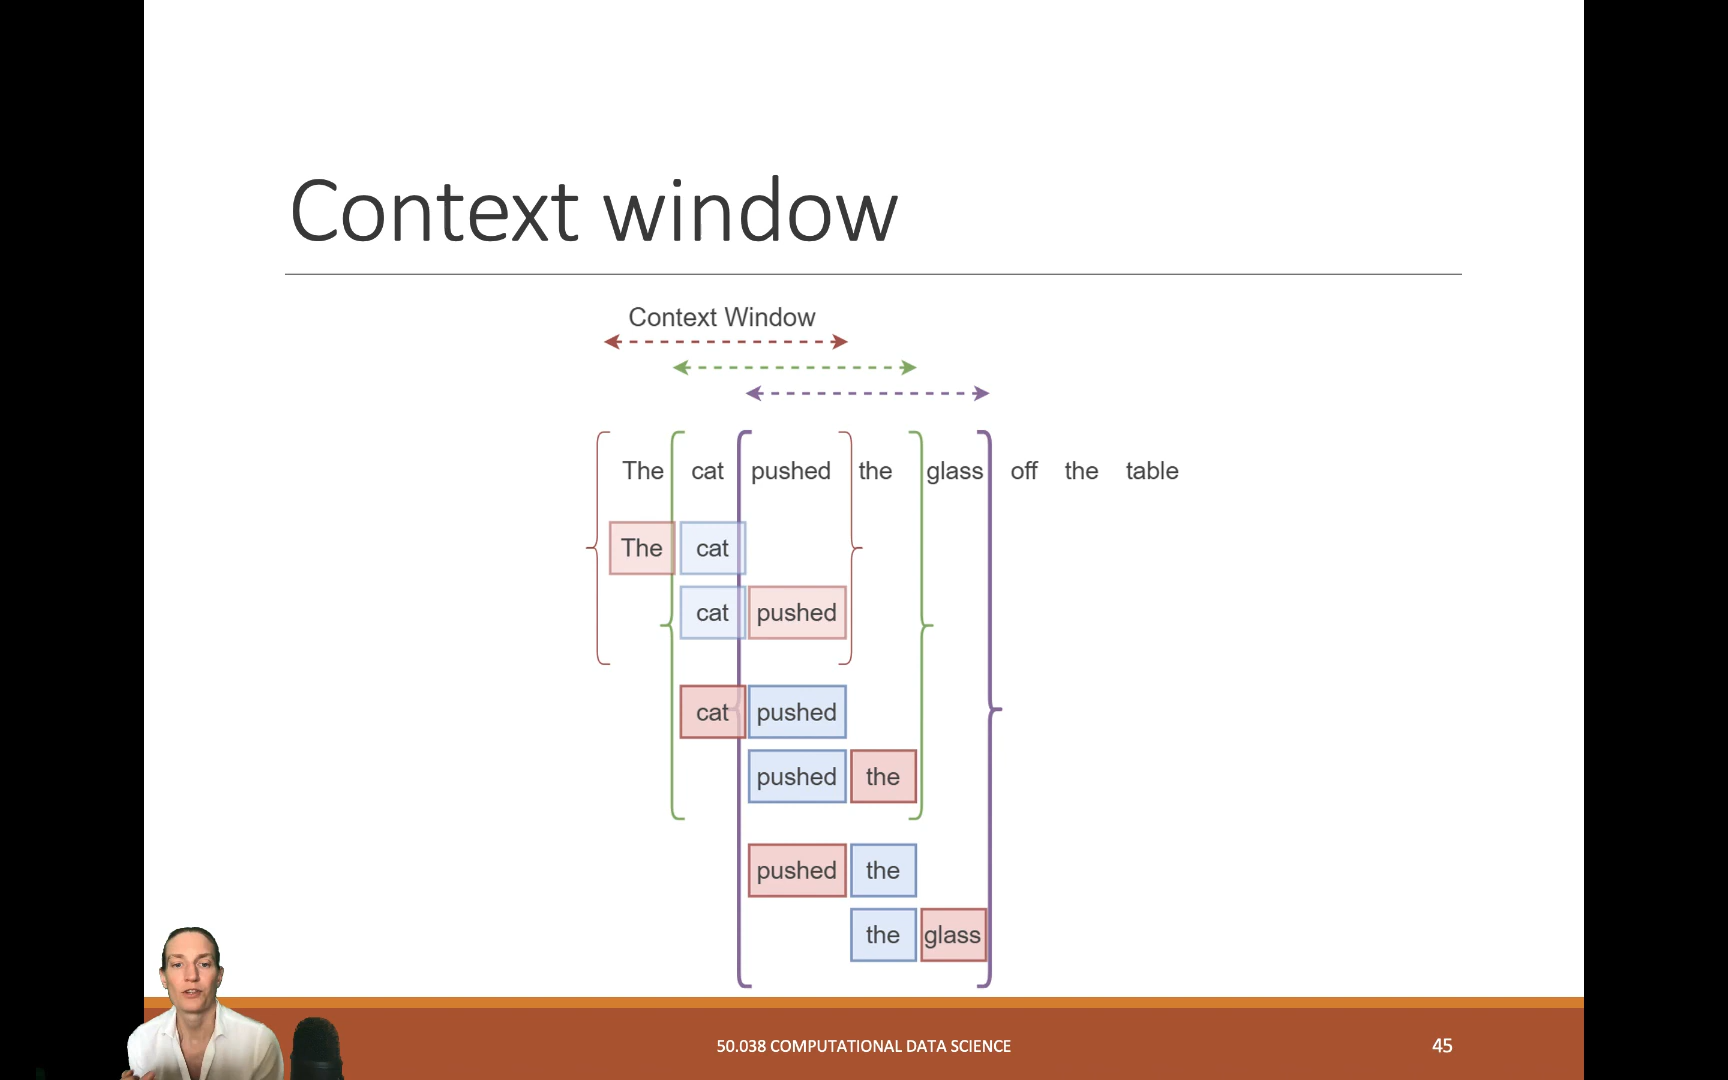 Context window
Context Window
The cat pushed the glass off the table
The cat
cat pushed
cat pushed
pushed the
pushed the
the glass
50.038 COMPUTATIONAL DATA SCIENCE 45